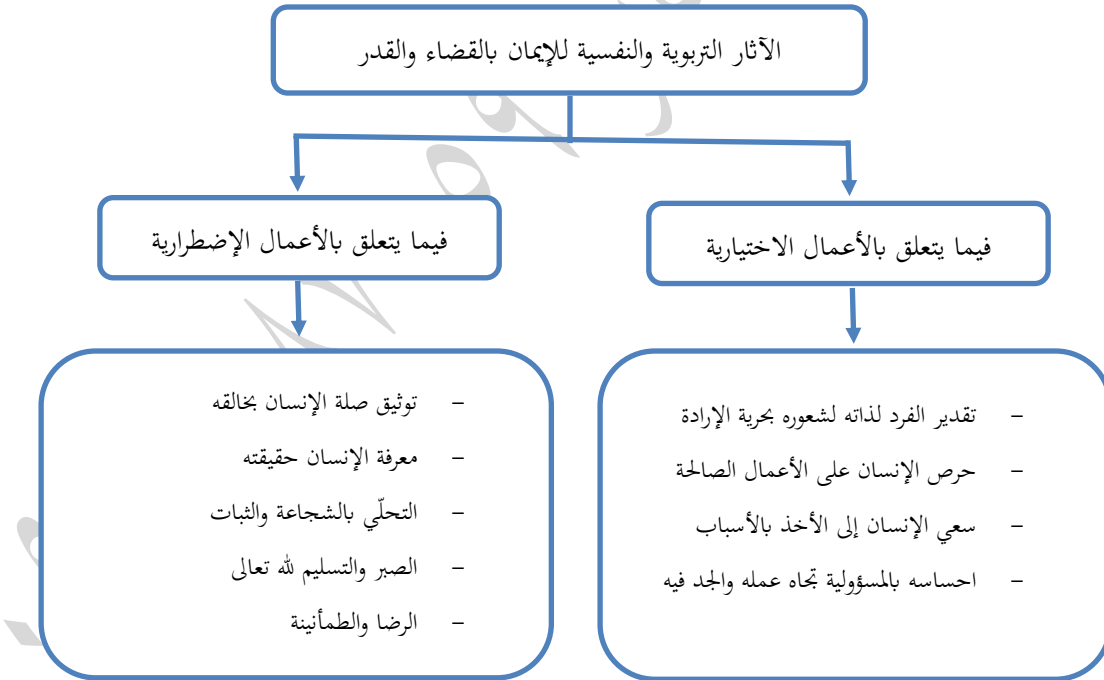 الآثار التربوية والنفسية للإيمان بالقضاء والقدر
فيما يتعلق بالأعمال الاختيارية
فيما يتعلق بالأعمال الإضطرارية
- تقدير الفرد لذاته لشعوره بحرية الإرادة
- حرص الإنسان على الأعمال الصالحة
- سعي الإنسان إلى الأخذ بالأسباب
- احساسه بالمسؤولية تجاه عمله والجد فيه
- توثيق صلة الإنسان بخالقه
- معرفة الإنسان حقيقته
- التحلّي بالشجاعة والثبات
- الصبر والتسليم لله تعالى
- الرضا والطمأنينة